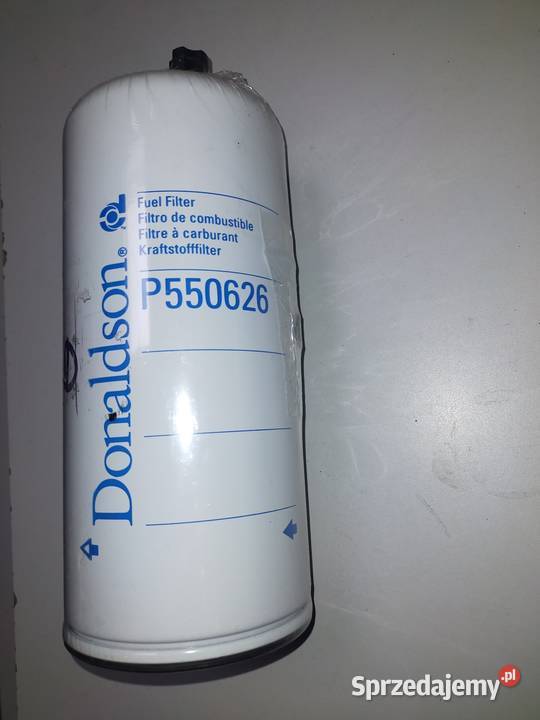 Fuel Filter
Filtro de combustible
Filtre à carburant
Kraftstofffilter
P550626
Donaldson®
Sprzedajemy.pl